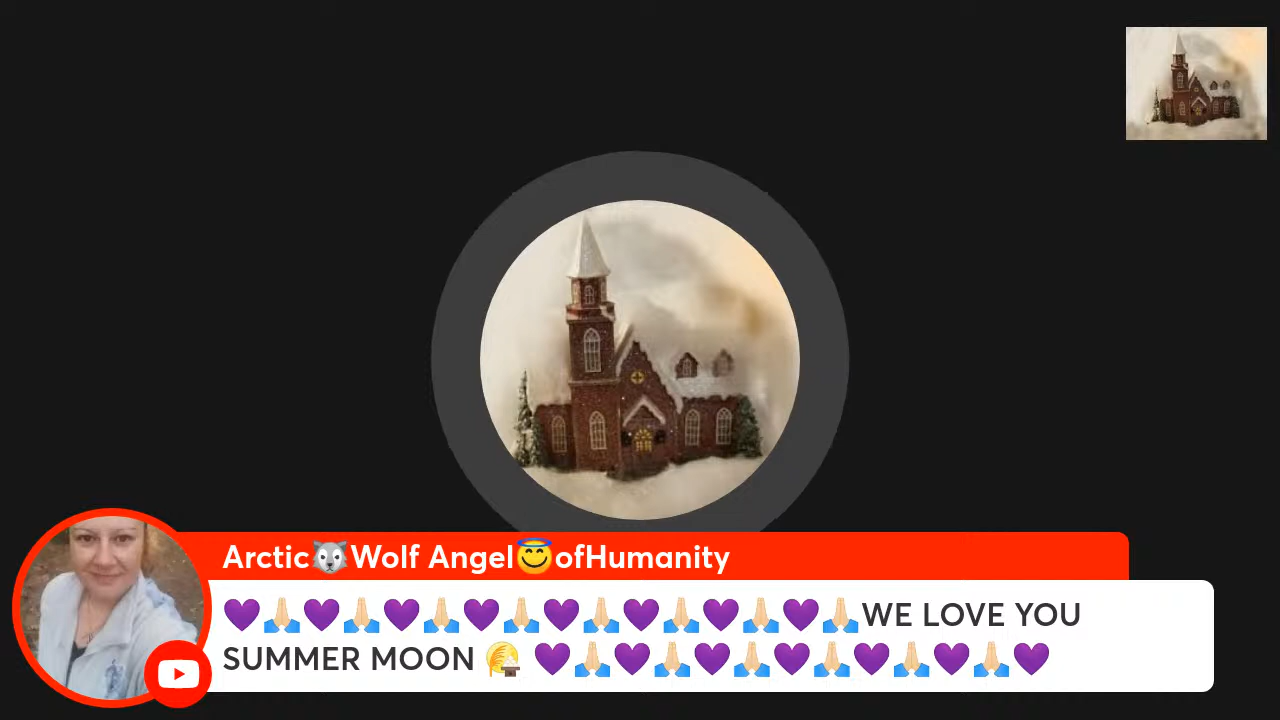 Arctic🐺Wolf Angel😇ofHumanity
💜🙏🏻💜🙏🏻💜🙏🏻💜🙏🏻💜🙏🏻💜🙏🏻💜🙏🏻💜🙏🏻WE LOVE YOU
SUMMER MOON 🎑 💜🙏🏻💜🙏🏻💜🙏🏻💜🙏🏻💜🙏🏻💜🙏🏻💜